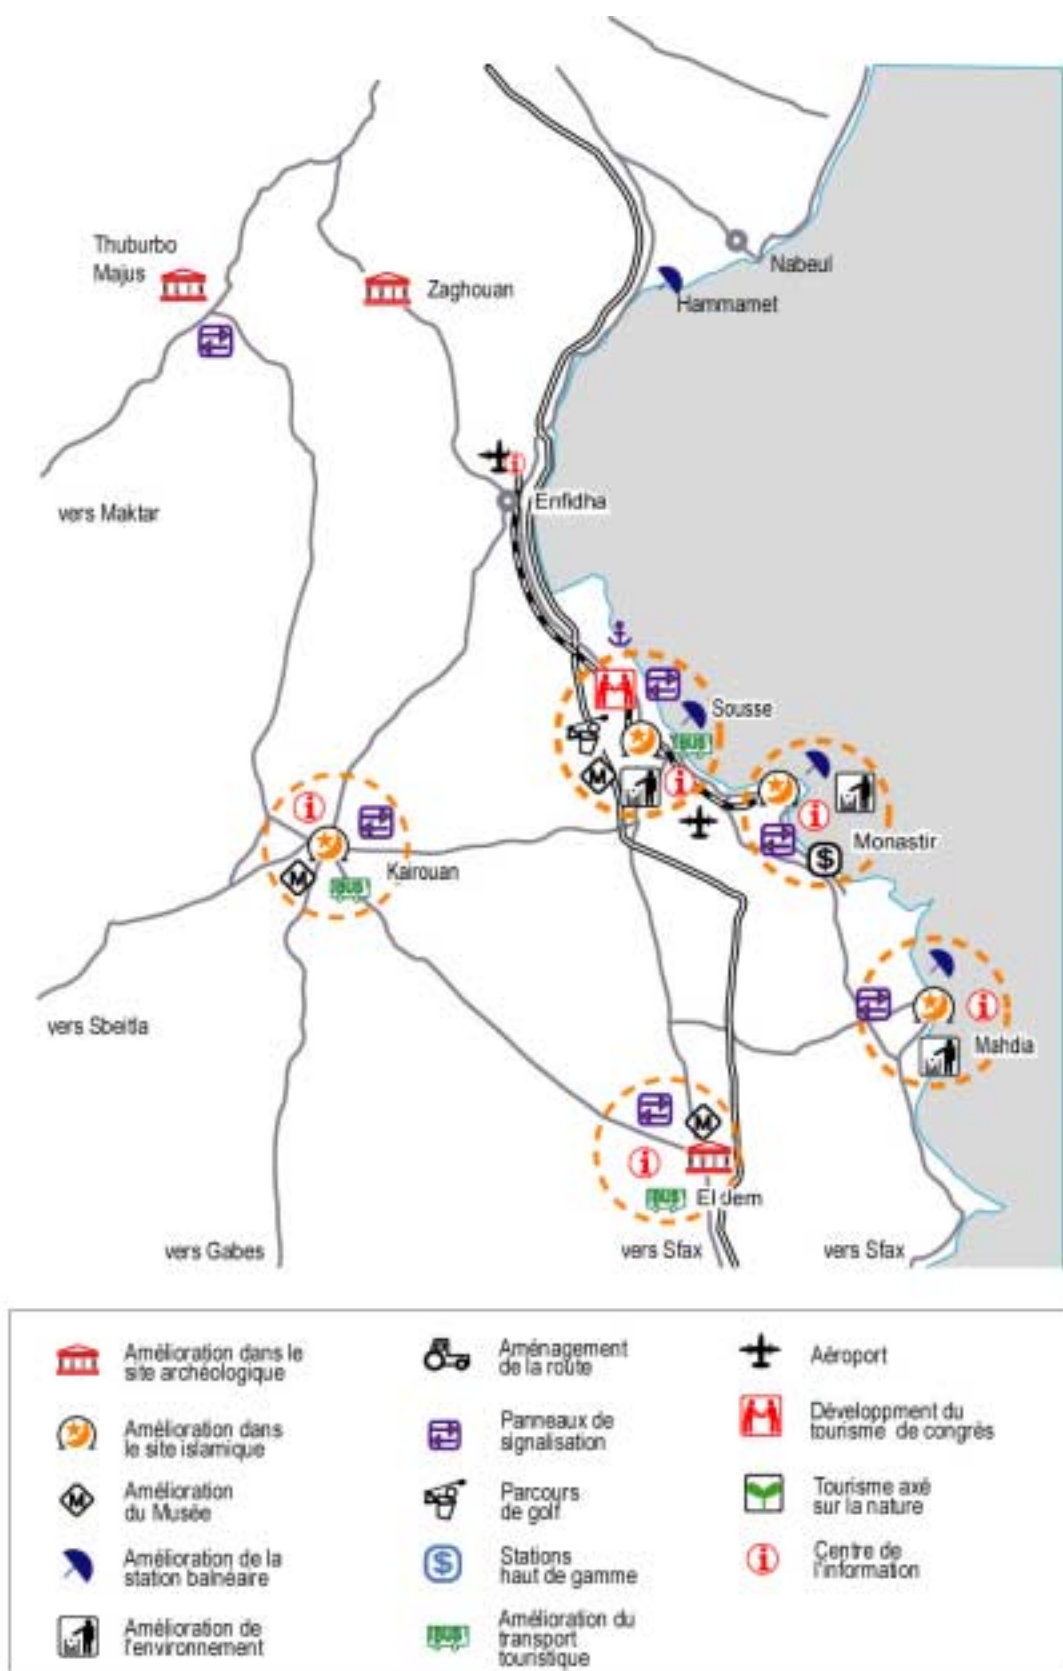 Thuburbo
Majus
Zaghouan
Nabeul
Hammamet
vers Maktar
Enfidha
Sousse
Monastir
Kairouan
vers Sbeitla
Mahdia
El dem
vers Gabes
vers Sfax
vers Sfax
Amélioration dans le
site archéologique
Amélioration dans
le site islamique
Amélioration
du Musée
Amélioration de la
station balnéaire
Amélioration de
l'environnement
Aménagement
de la route
Panneaux de
signalisation
Parcours
de golf
Stations
haut de gamme
Amélioration du
transport
touristique
Aéroport
Développment du
tourisme de congrès
Tourisme axé
sur la nature
Centre de
l'information